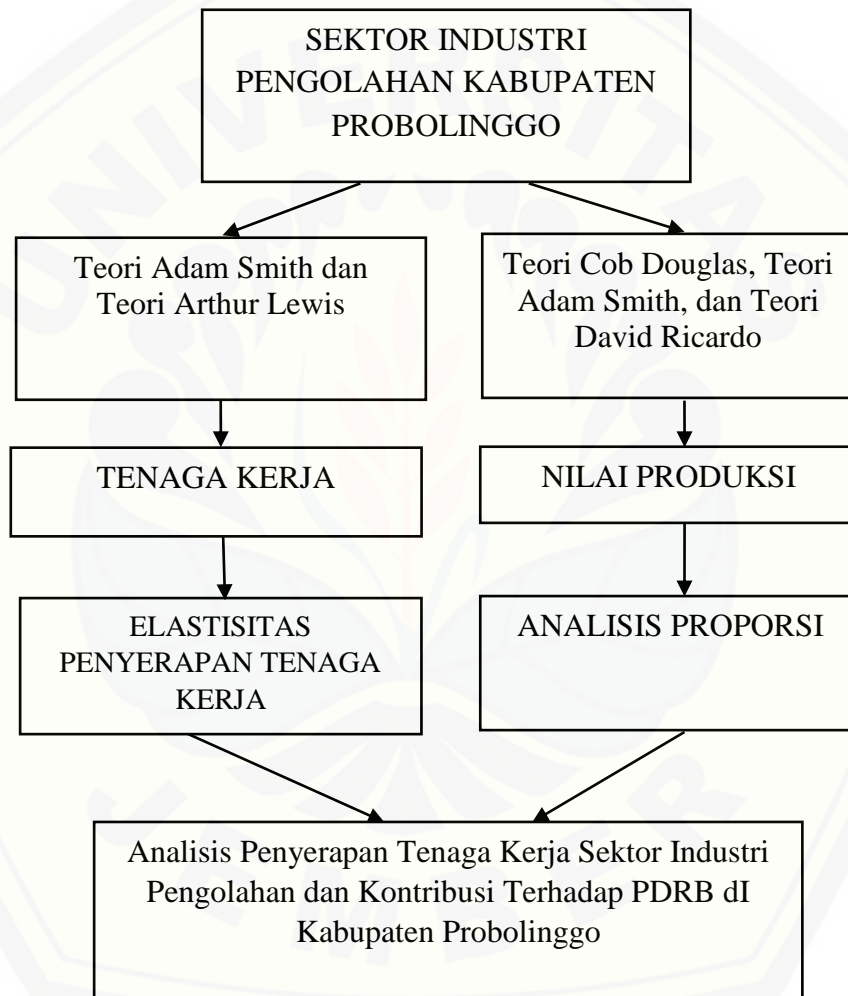 SEKTOR INDUSTRI
PENGOLAHAN KABUPATEN
PROBOLINGGO
Teori Adam Smith dan
Teori Arthur Lewis
Teori Cob Douglas, Teori
Adam Smith, dan Teori
David Ricardo
TENAGA KERJA
NILAI PRODUKSI
ELASTISITAS
PENYERAPAN TENAGA
KERJA
ANALISIS PROPORSI
Analisis Penyerapan Tenaga Kerja Sektor Industri
Pengolahan dan Kontribusi Terhadap PDRB dI
Kabupaten Probolinggo
UNIVERSITAS
JEMBER